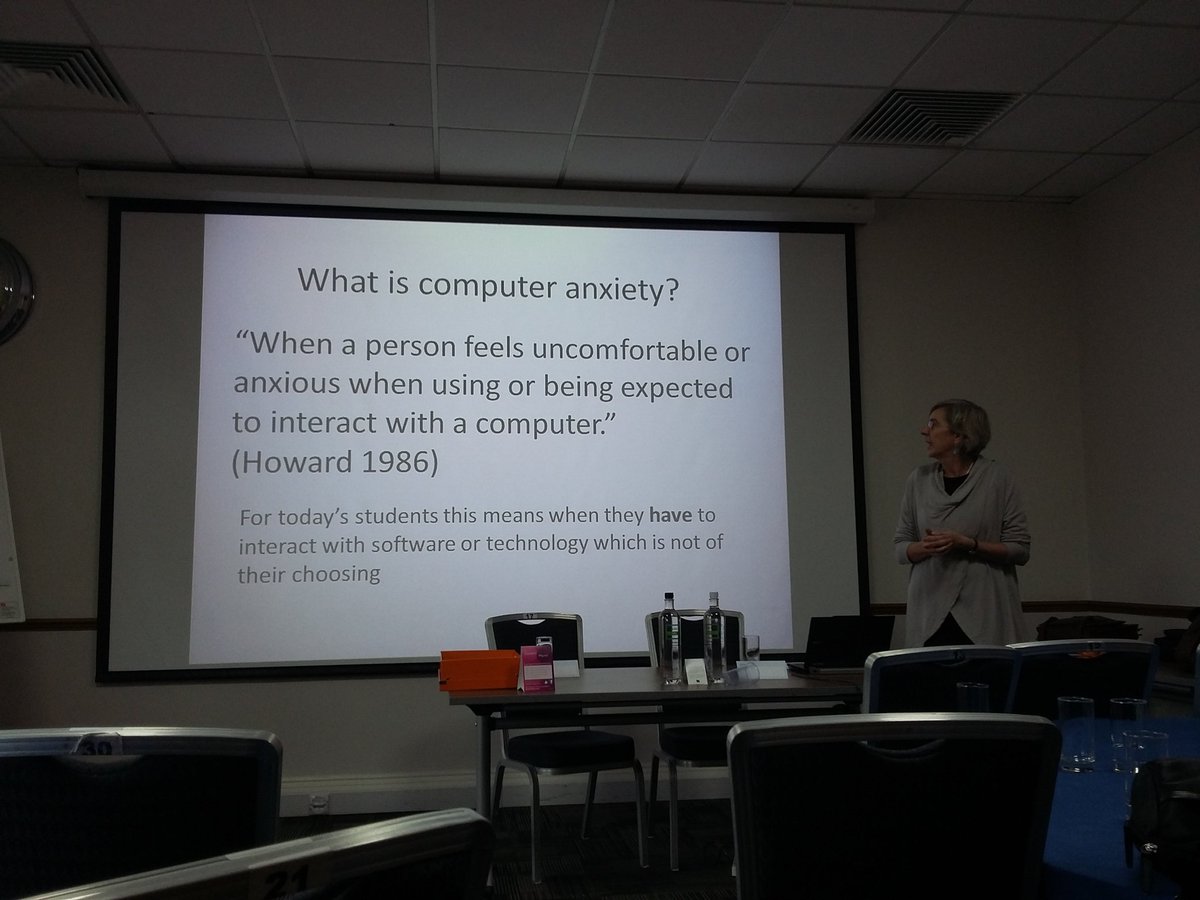 What is computer anxiety?
“When a person feels uncomfortable or
anxious when using or being expected
to interact with a computer.”
(Howard 1986)
For today’s students this means when they have to
interact with software or technology which is not of
their choosing
30
21